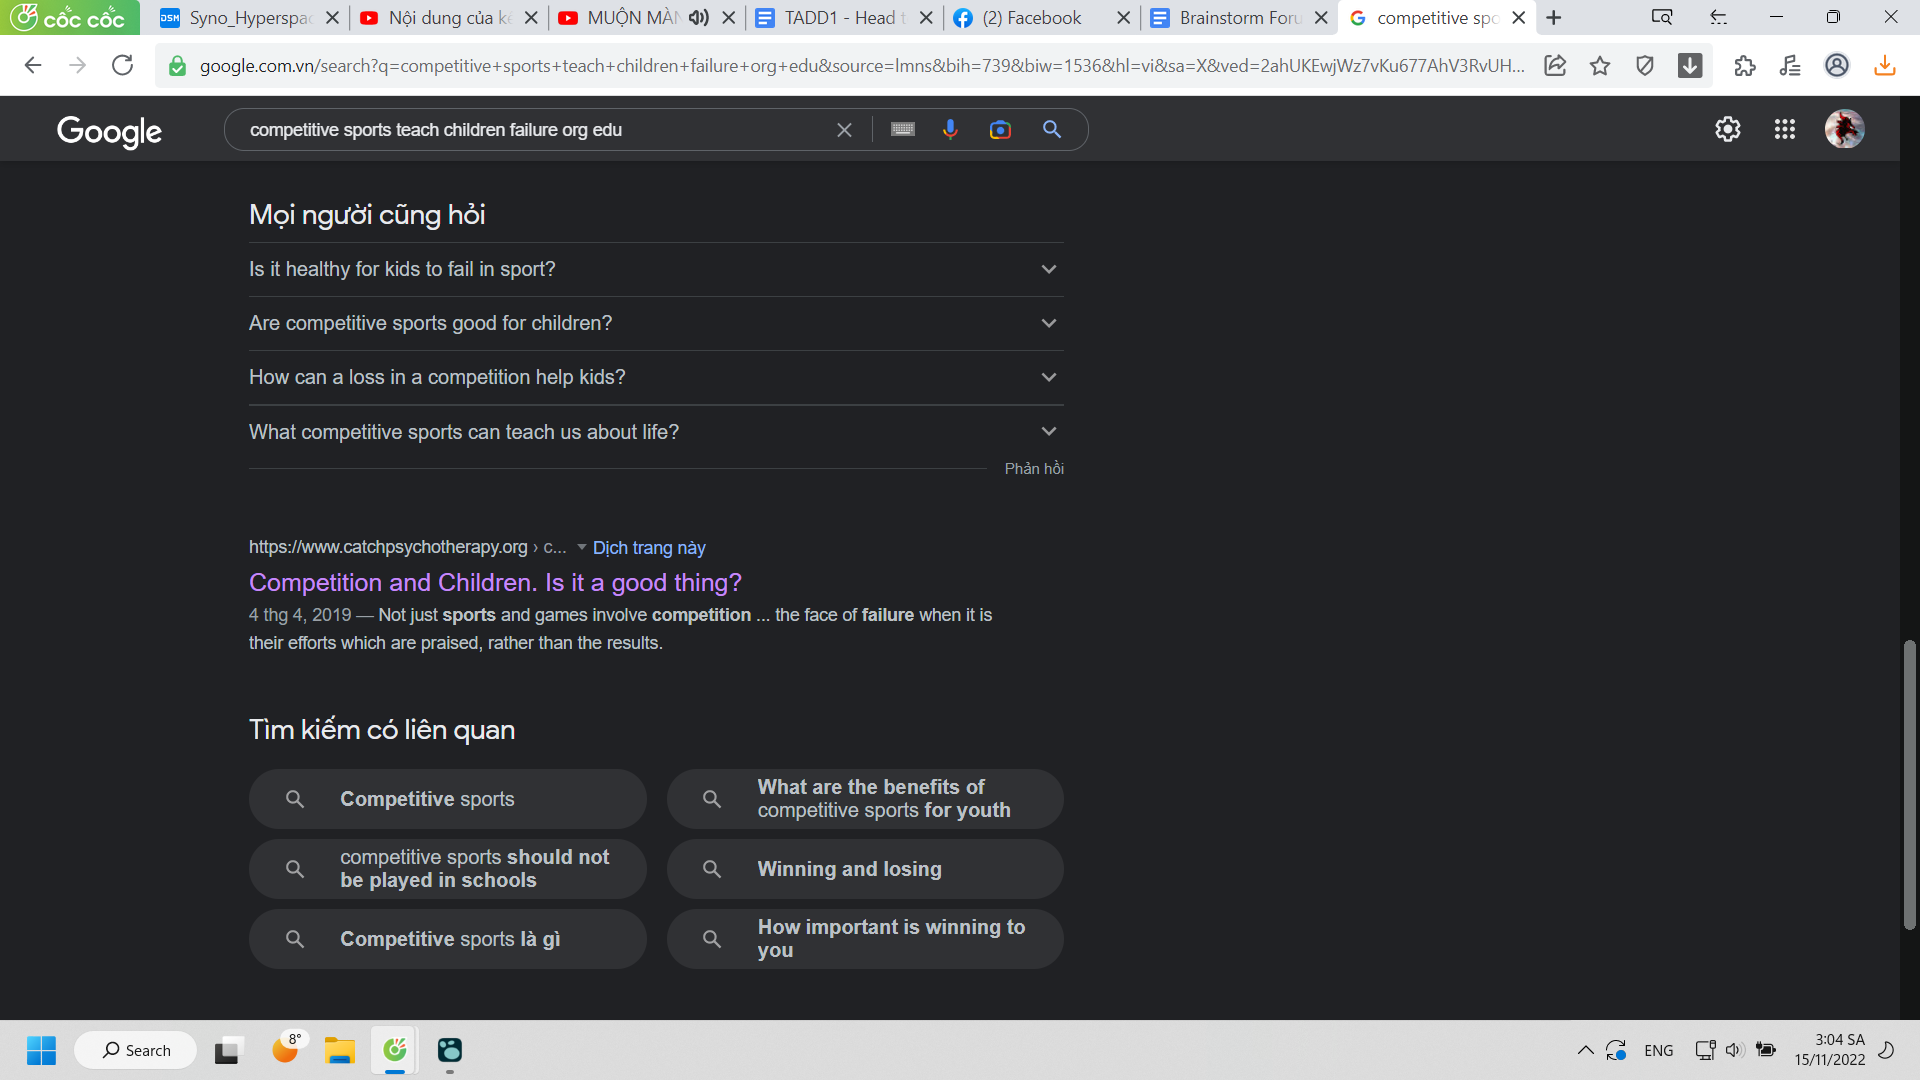 cốc cốc
DSM Syno_Hyperspac
Nội dung của kê
MUỘN MÀN
TADD1 - Head t
(2) Facebook
Brainstorm Foru
competitive spo
google.com.vn/search?q=competitive+sports+teach+children+failure+org+edu&source=lmns&bih=739&biw=1536&hl=vi&sa=X&ved=2ahUKEwjWz7vKu677AhV3RvUH...
Google
competitive sports teach children failure org edu
Mọi người cũng hỏi
Is it healthy for kids to fail in sport?
Are competitive sports good for children?
How can a loss in a competition help kids?
What competitive sports can teach us about life?
Phản hồi
https://www.catchpsychotherapy.org › c... Dịch trang này
Competition and Children. Is it a good thing?
4 thg 4, 2019 — Not just sports and games involve competition ... the face of failure when it is
their efforts which are praised, rather than the results.
Tìm kiếm có liên quan
Competitive sports
What are the benefits of
competitive sports for youth
competitive sports should not
be played in schools
Winning and losing
Competitive sports là gì
How important is winning to
you
Search
8°
ENG
3:04 SA
15/11/2022